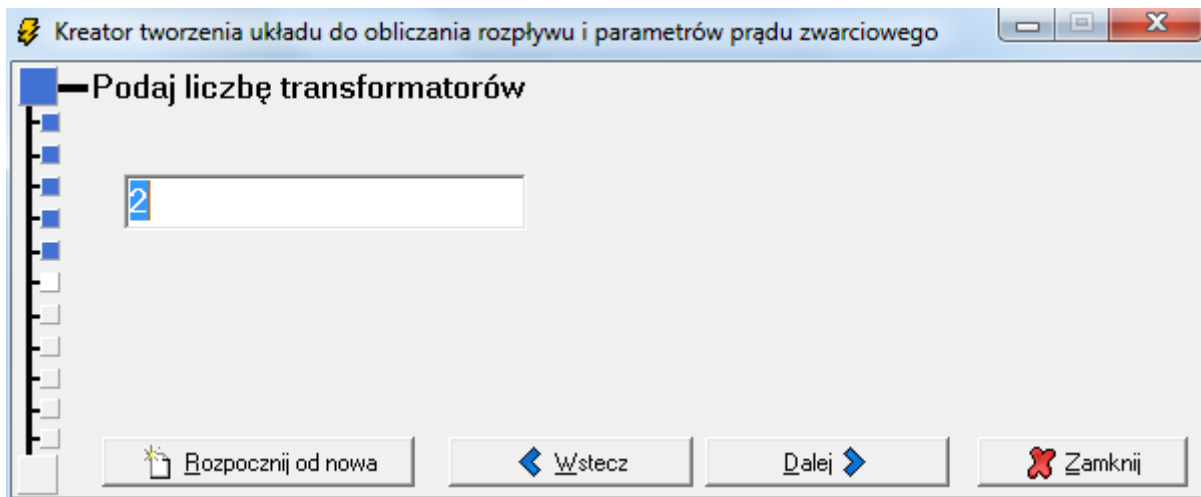 Kreator tworzenia układu do obliczania rozpływu i parametrów prądu zwarciowego
Podaj liczbę transformatorów
2
Rozpocznij od nowa
Wstecz
Dalej
Zamknij